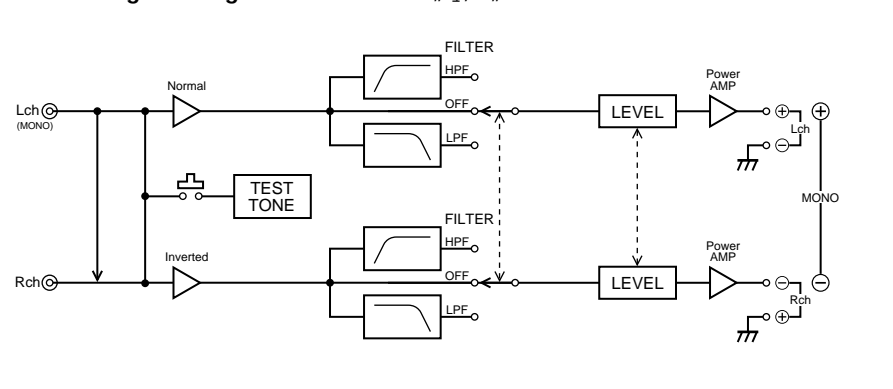 FILTER
Normal
HPF
Power
AMP
Lch
(MONO)
OFF
LEVEL
+
+
Lch
LPF
−
TEST
TONE
MONO
FILTER
Inverted
HPF
Power
AMP
Rch
OFF
LEVEL
−
−
Rch
LPF
+